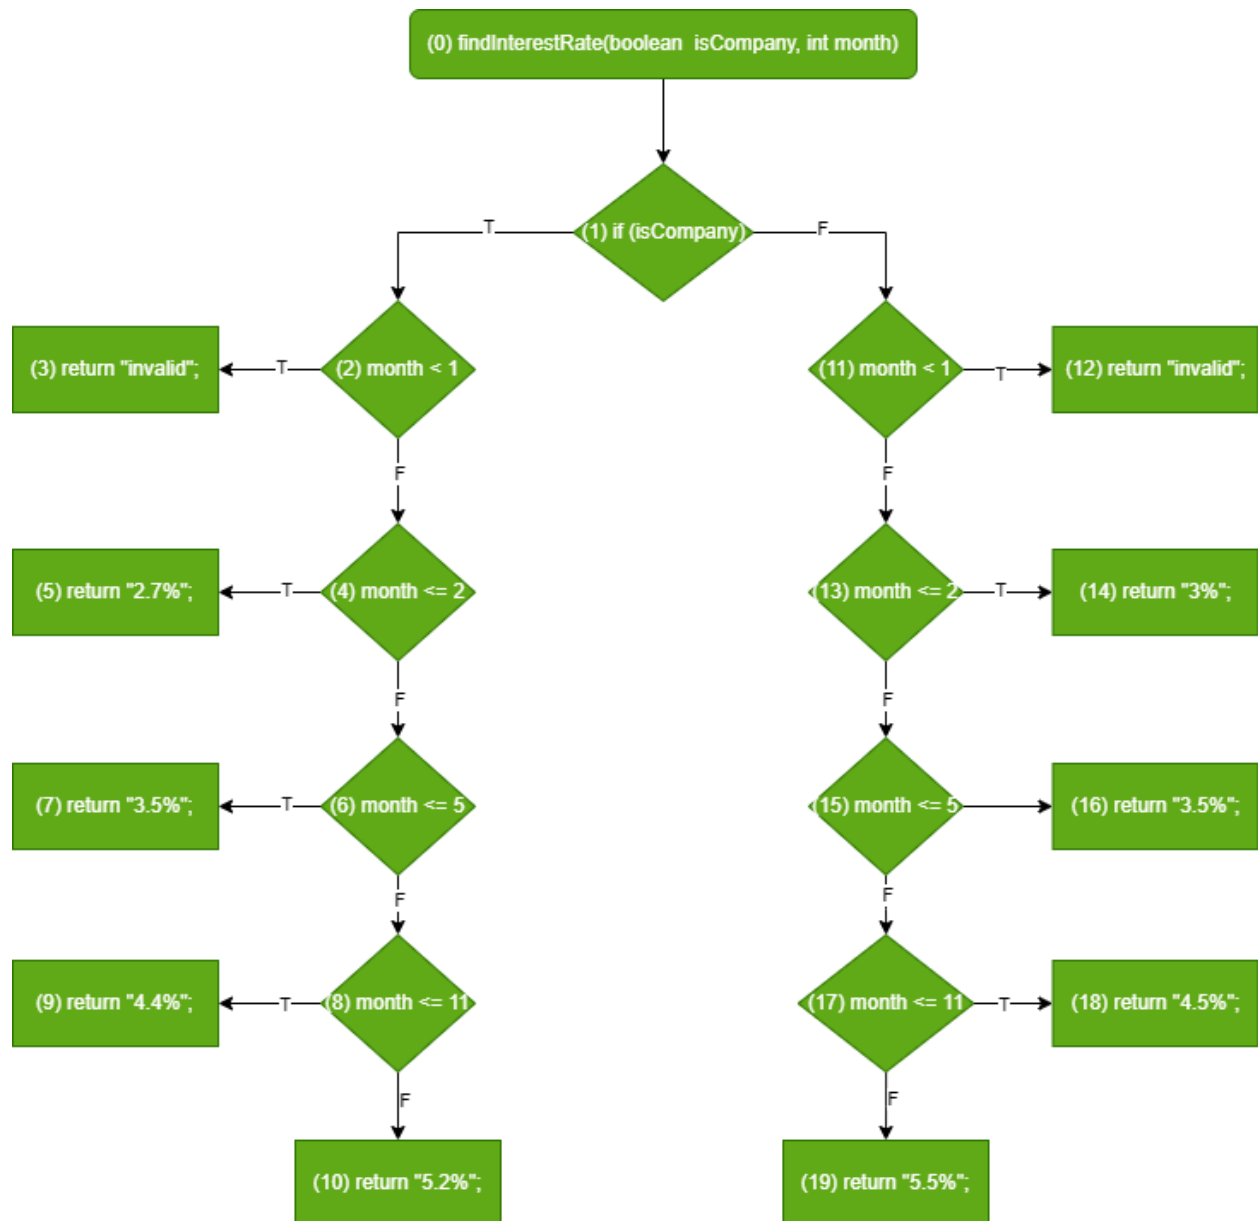 (0) findInterestRate(boolean  isCompany, int month)
(1) if (isCompany)
T
F
(2) month < 1
T
(3) return "invalid";
(11) month < 1
T
(12) return "invalid";
F
F
(4) month <= 2
T
(5) return "2.7%";
(13) month <= 2
T
(14) return "3%";
F
F
(6) month <= 5
T
(7) return "3.5%";
(15) month <= 5
(16) return "3.5%";
F
F
(8) month <= 11
T
(9) return "4.4%";
(17) month <= 11
T
(18) return "4.5%";
F
F
(10) return "5.2%";
(19) return "5.5%";